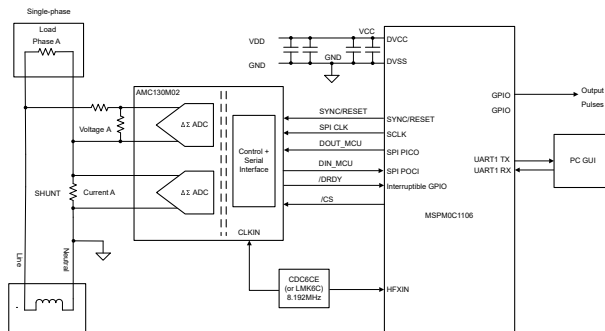 Single-phase
Load
Phase A
VDD
GND
VCC
GND
DVCC
DVSS
AMC130M02
ΔΣ ADC
Voltage A
ΔΣ ADC
SHUNT
Current A
Control +
Serial
Interface
CLKIN
SYNC/RESET
SPI CLK
DOUT_MCU
DIN_MCU
/DRDY
/CS
SYNC/RESET
SCLK
SPI PICO
SPI POCI
Interruptible GPIO
MSPM0C1106
HFXIN
GPIO
GPIO
Output
Pulses
UART1 TX
UART1 RX
PC GUI
CDC6CE
(or LMK6C)
8.192MHz
Line
Neutral